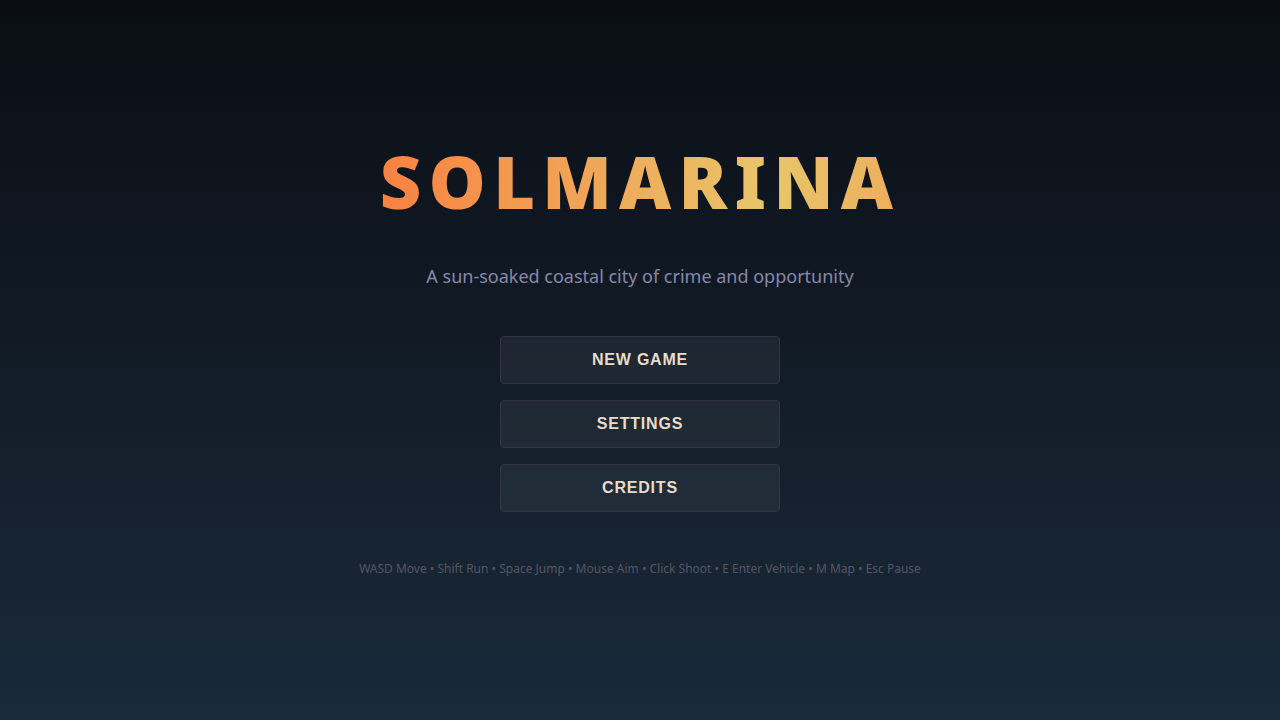 SOLMARINA
A sun-soaked coastal city of crime and opportunity
NEW GAME
SETTINGS
CREDITS
WASD Move • Shift Run • Space Jump • Mouse Aim • Click Shoot • E Enter Vehicle • M Map • Esc Pause